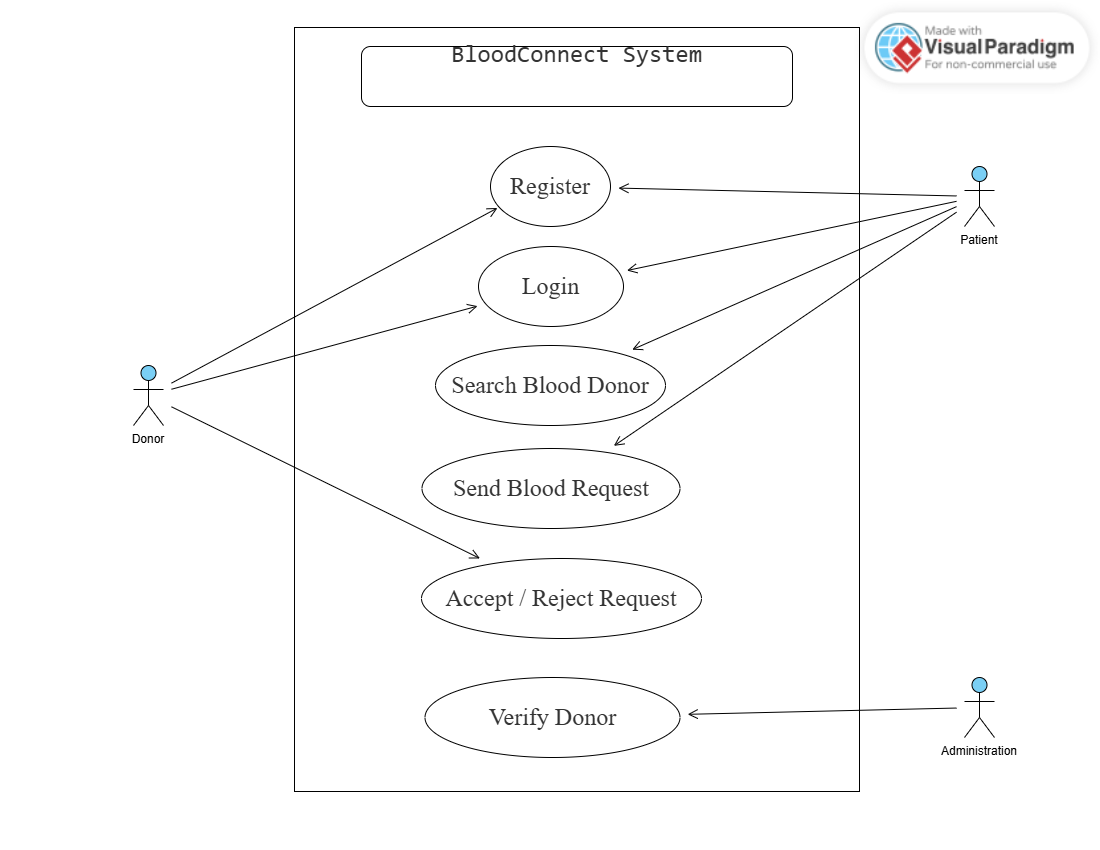 BloodConnect System
Made with
Visual Paradigm
For non-commercial use
Register
Patient
Login
Search Blood Donor
Donor
Send Blood Request
Accept / Reject Request
Verify Donor
Administration